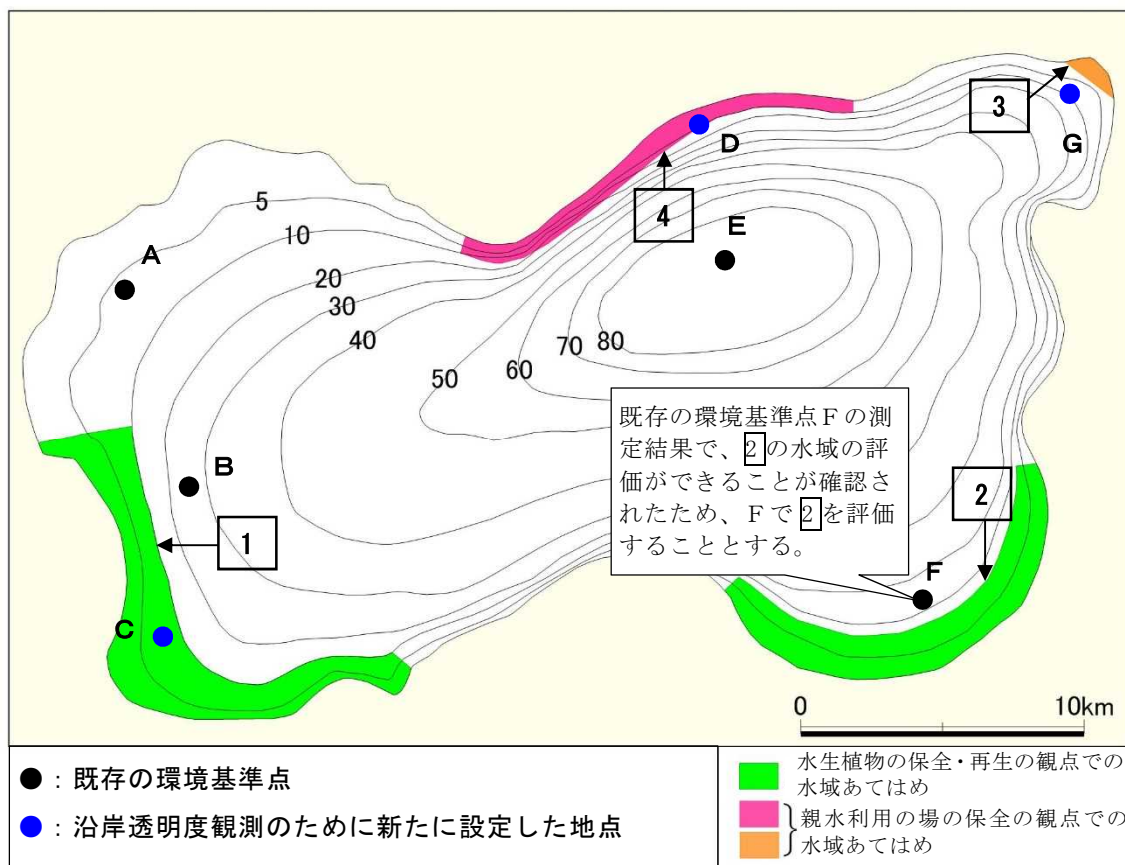 3
G
D
4
E
5
10
20
30
40
50
60
70
80
A
B
既存の環境基準点Fの測
定結果で、2の水域の評
価ができることが確認さ
れたため、Fで2を評価
することとする。
2
1
F
C
0 10km
●:既存の環境基準点
●:沿岸透明度観測のために新たに設定した地点
水生植物の保全・再生の観点での
水域あてはめ
親水利用の場の保全の観点での
水域あてはめ